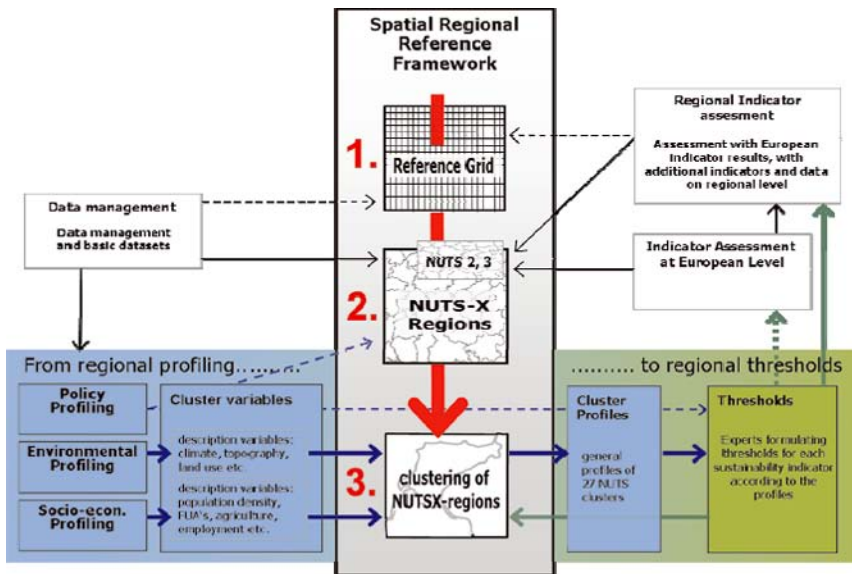 Spatial Regional
Reference
Framework
1.
Reference Grid
Regional Indicator
assesment
Assessment with European
Indicator results, with
additional indicators and data
on regional level
Data management
Data management
and basic datasets
NUTS 2, 3
Indicator Assessment
at European Level
2.
NUTS-X
Regions
From regional profiling...........
.......... to regional thresholds
Policy
Profiling
Environmental
Profiling
Socio-econ.
Profiling
Cluster variables
description variables:
climate, topography,
land use etc.
description variables:
population density,
FUA's, agriculture,
employment etc.
3.
clustering of
NUTSX-regions
Cluster
Profiles
general
profiles of
27 NUTS
clusters
Thresholds
Experts formulating
thresholds for each
sustainability indicator
according to the
profiles